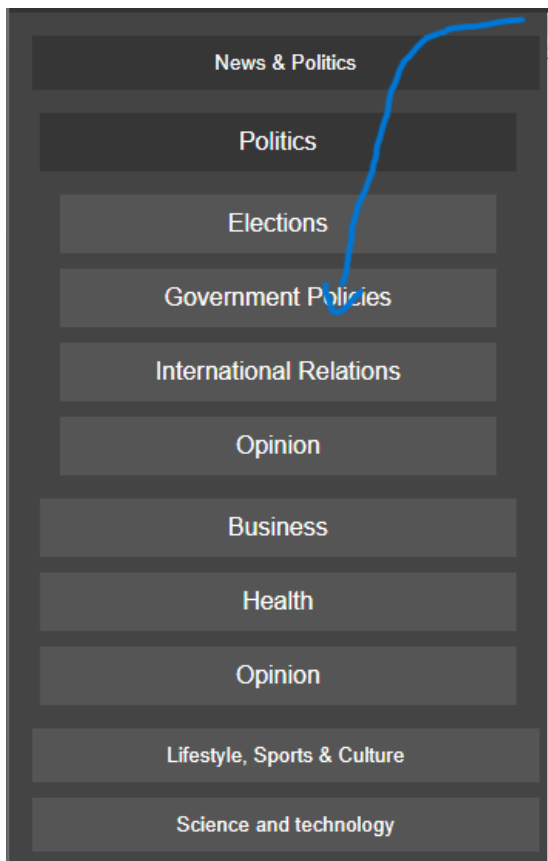 News & Politics
Politics
Elections
Government Policies
International Relations
Opinion
Business
Health
Opinion
Lifestyle, Sports & Culture
Science and technology